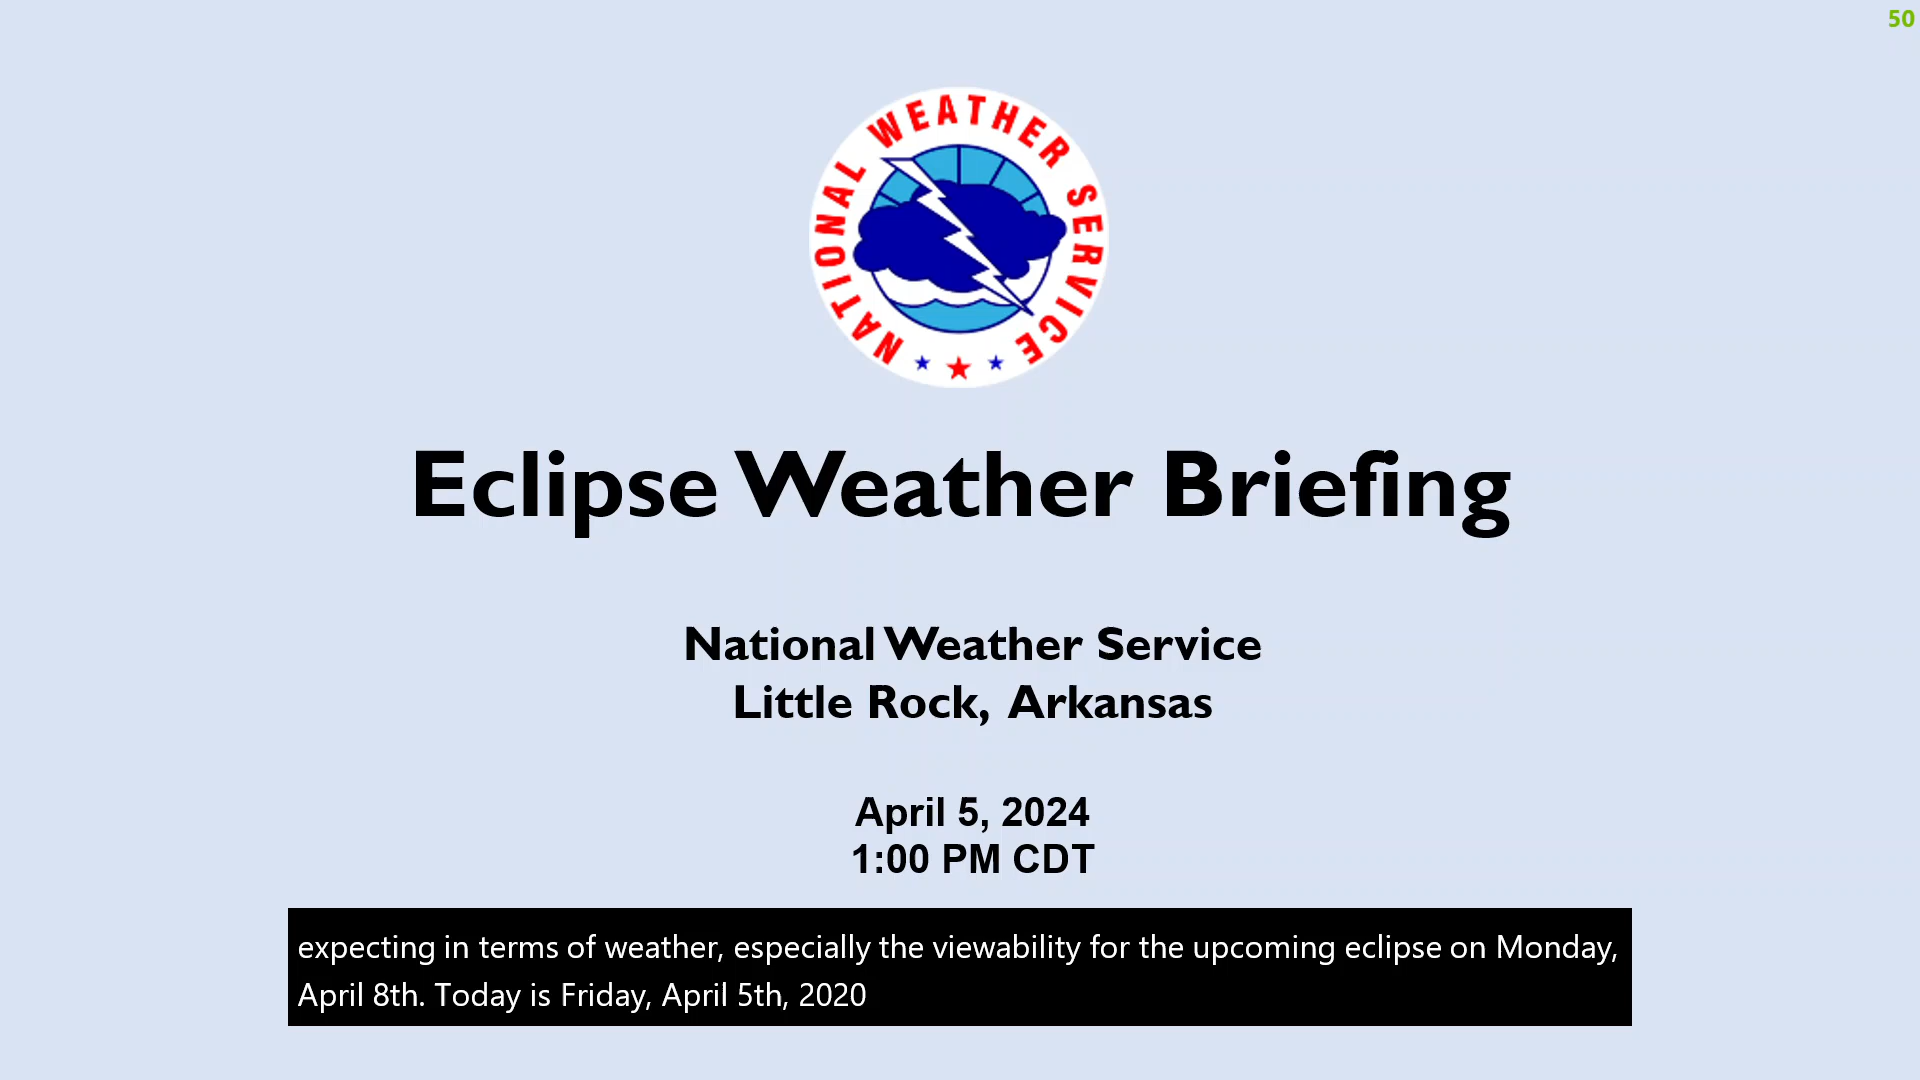 50
NATIONAL WEATHER SERVICE
Eclipse Weather Briefing
National Weather Service
Little Rock, Arkansas
April 5, 2024
1:00 PM CDT
expecting in terms of weather, especially the viewability for the upcoming eclipse on Monday,
April 8th. Today is Friday, April 5th, 2020